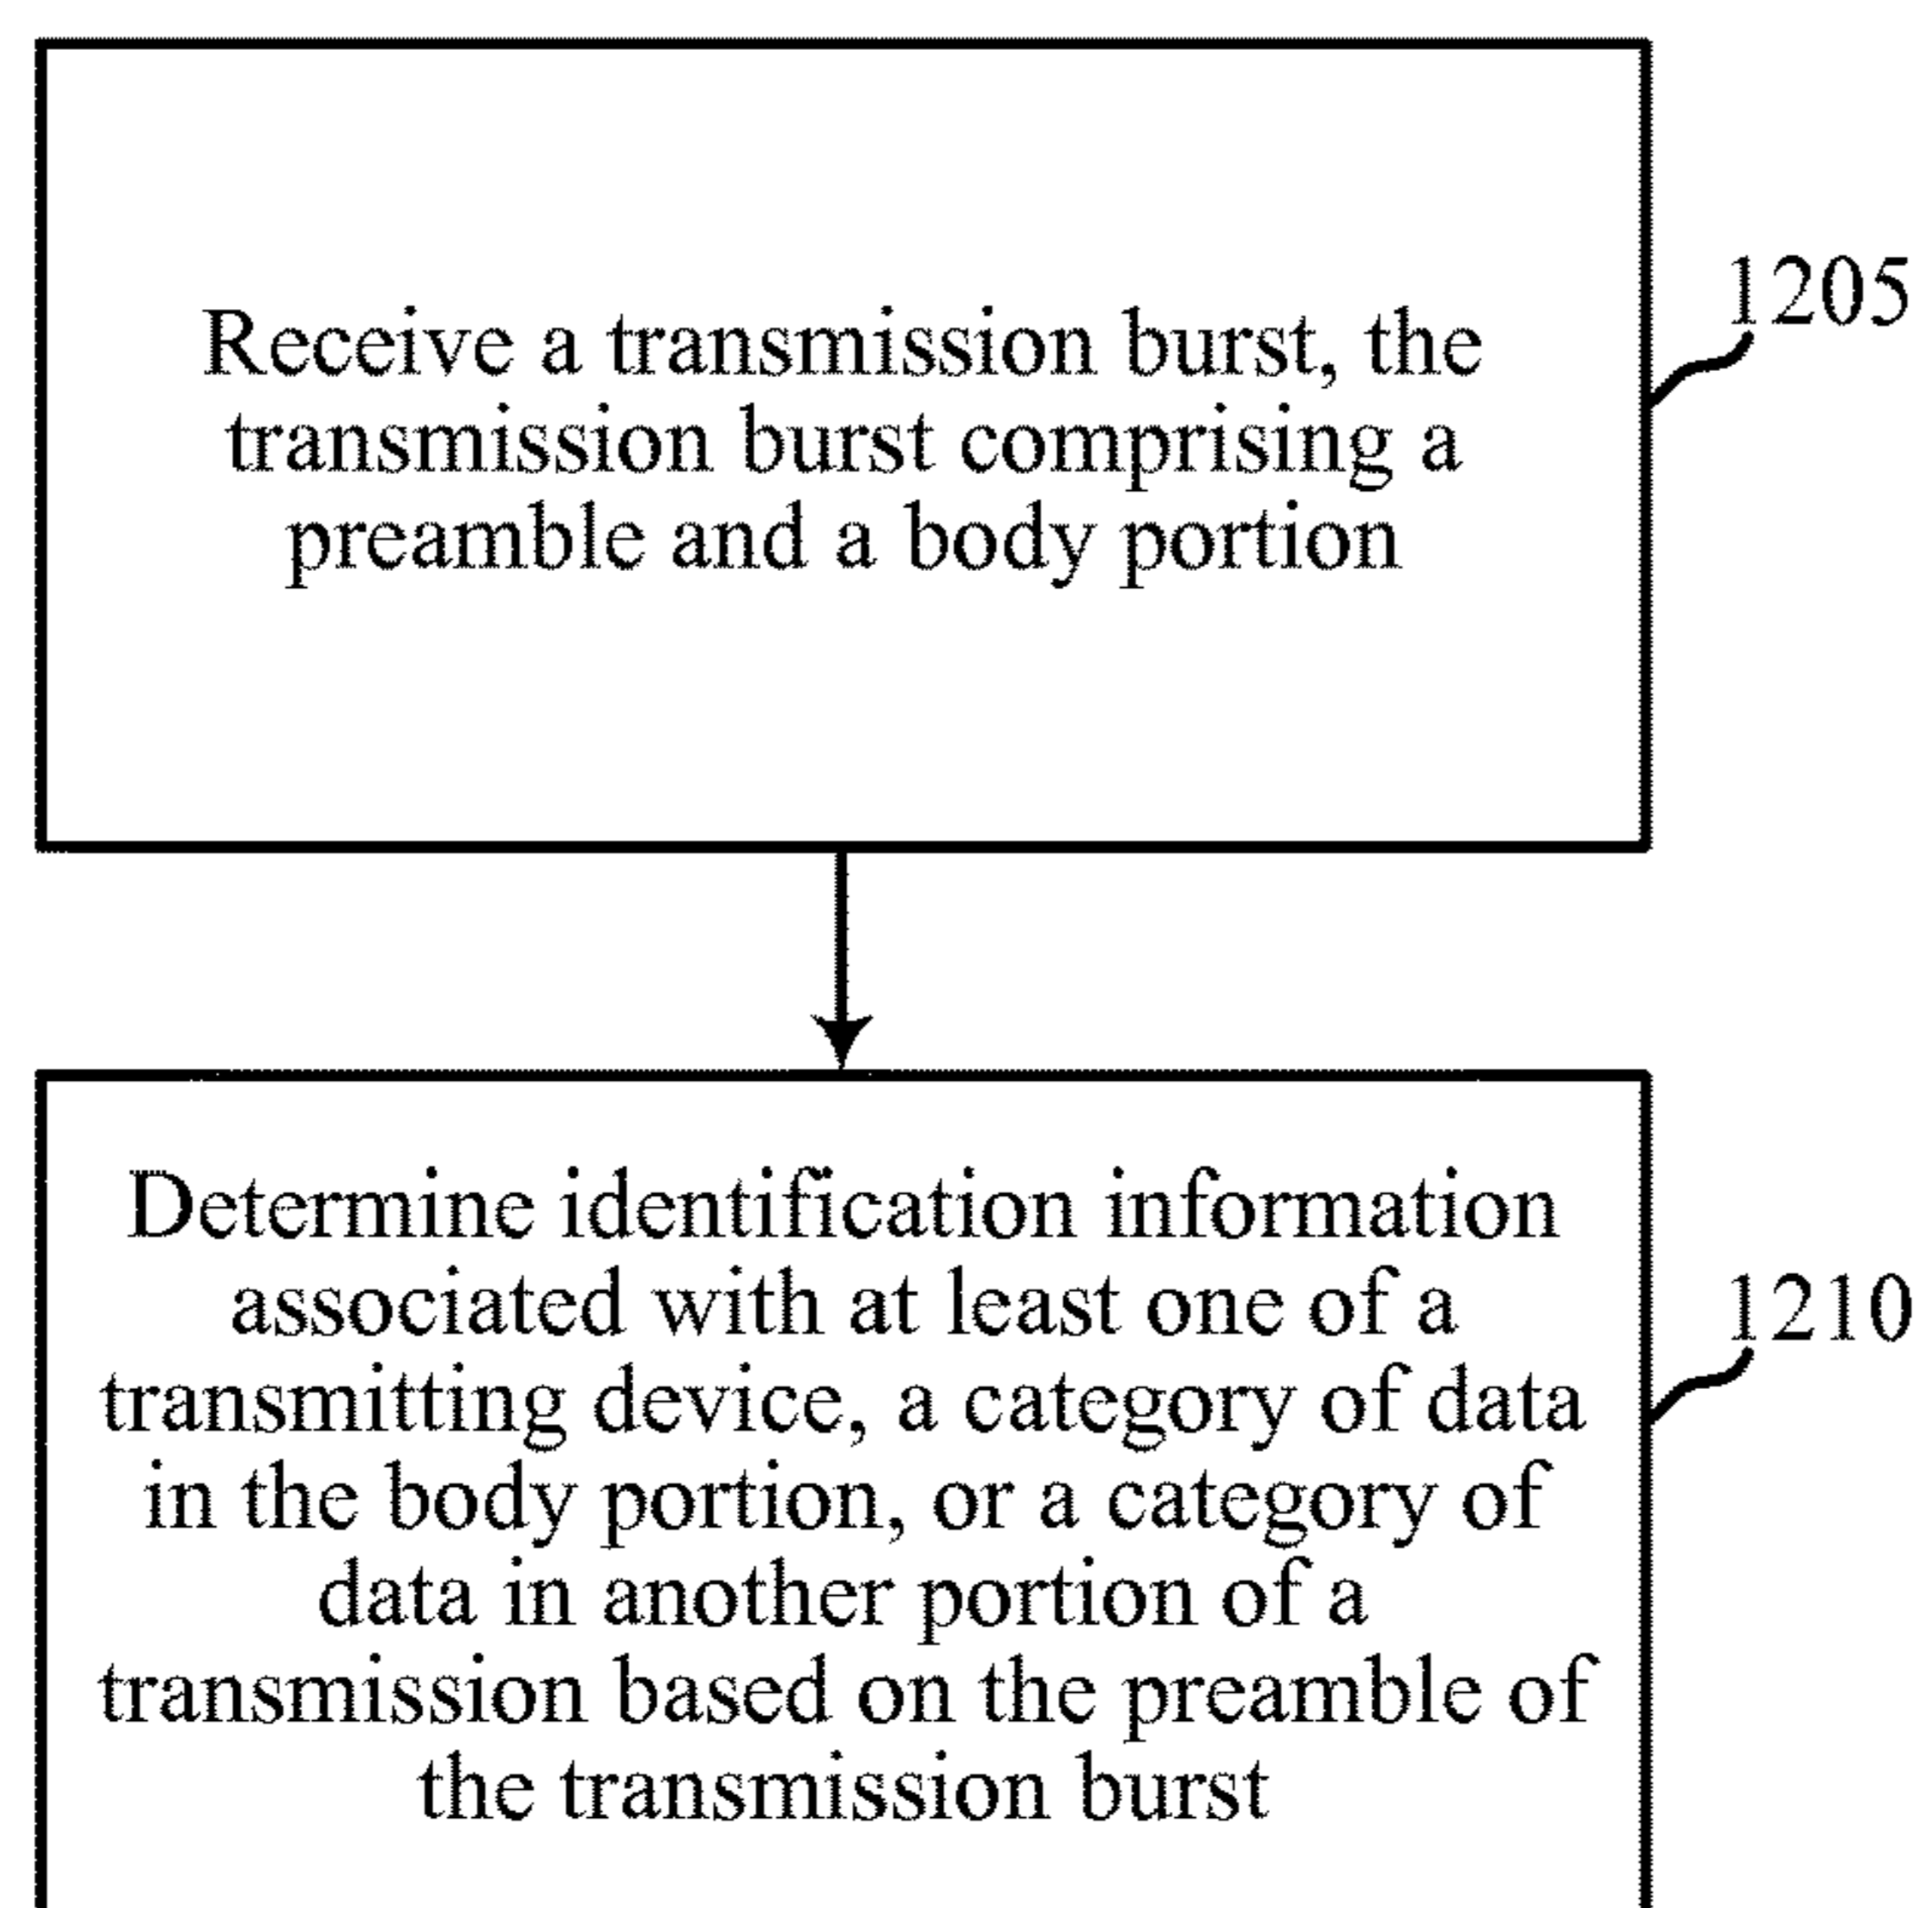 Receive a transmission burst, the
transmission burst comprising a
preamble and a body portion
1205
Determine identification information
associated with at least one of a
transmitting device, a category of data
in the body portion, or a category of
data in another portion of a
transmission based on the preamble of
the transmission burst
1210